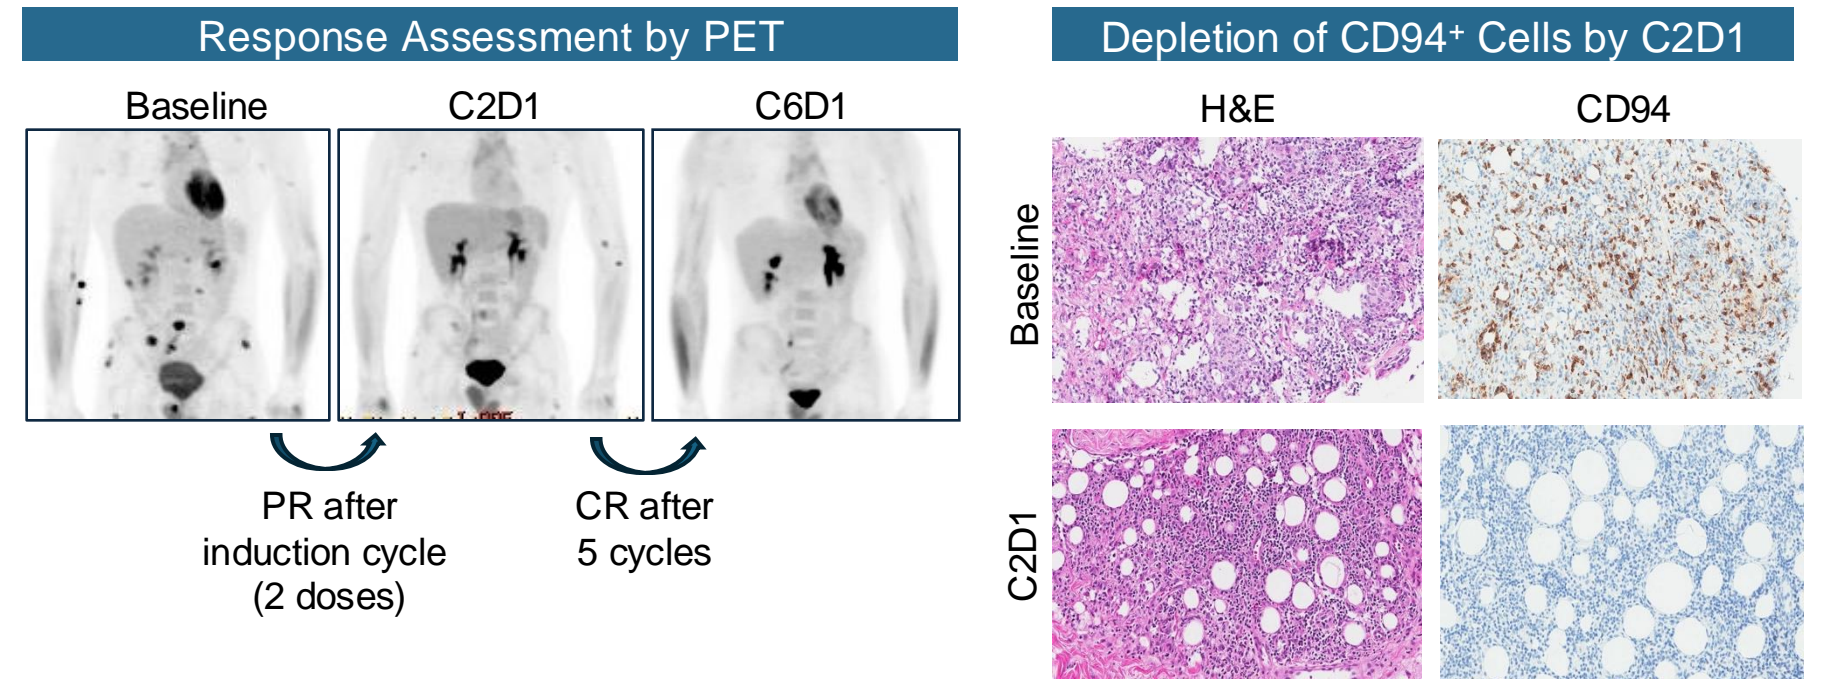 Response Assessment by PET
Baseline
C2D1
C6D1
PR after
induction cycle
(2 doses)
CR after
5 cycles
Depletion of CD94⁺ Cells by C2D1
H&E
CD94
Baseline
C2D1